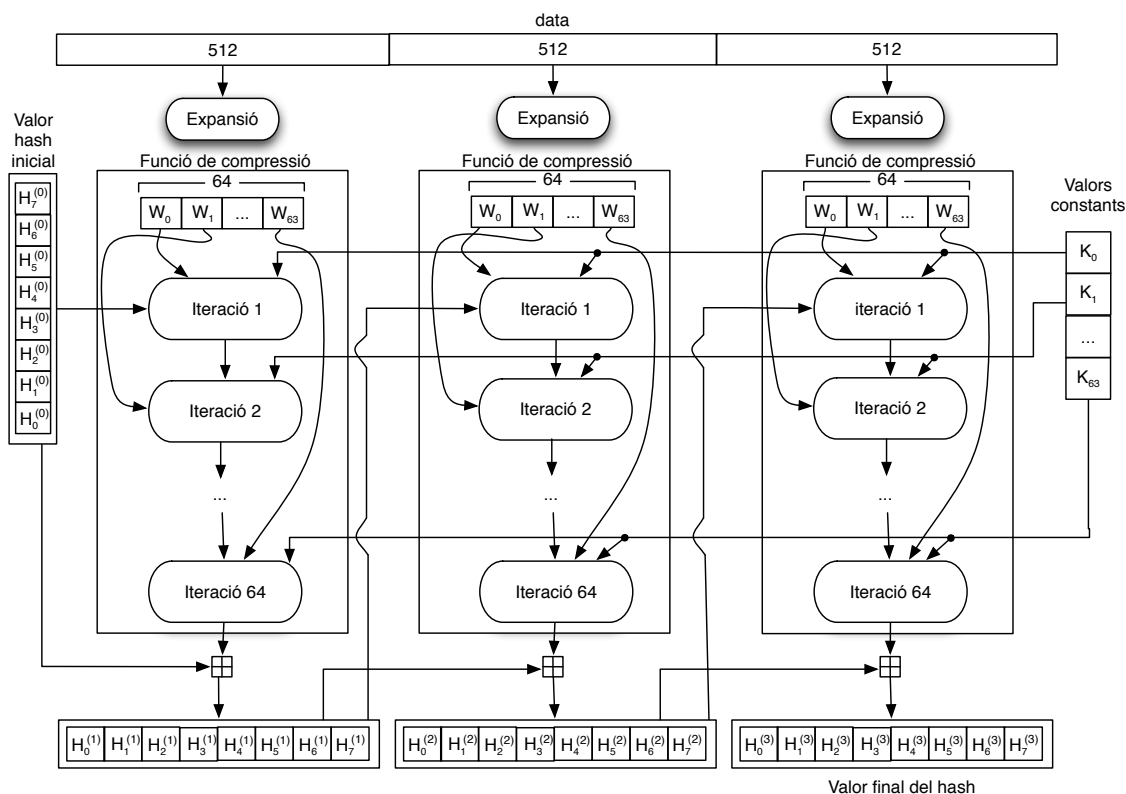 data
512 512 512
Expansió Expansió Expansió
Valor
hash
inicial
Funció de compressió Funció de compressió Funció de compressió
64 64 64
Valors
constants
W0 W1 ... W63 W0 W1 ... W63 W0 W1 ... W63
H7(0)
H6(0)
H5(0)
H4(0)
H3(0)
H2(0)
H1(0)
H0(0)
K0
K1
...
K63
Iteració 1 Iteració 1 iteració 1
Iteració 2 Iteració 2 Iteració 2
... ... ...
Iteració 64 Iteració 64 Iteració 64
H0(1) H1(1) H2(1) H3(1) H4(1) H5(1) H6(1) H7(1)
H0(2) H1(2) H2(2) H3(2) H4(2) H5(2) H6(2) H7(2)
H0(3) H1(3) H2(3) H3(3) H4(3) H5(3) H6(3) H7(3)
Valor final del hash